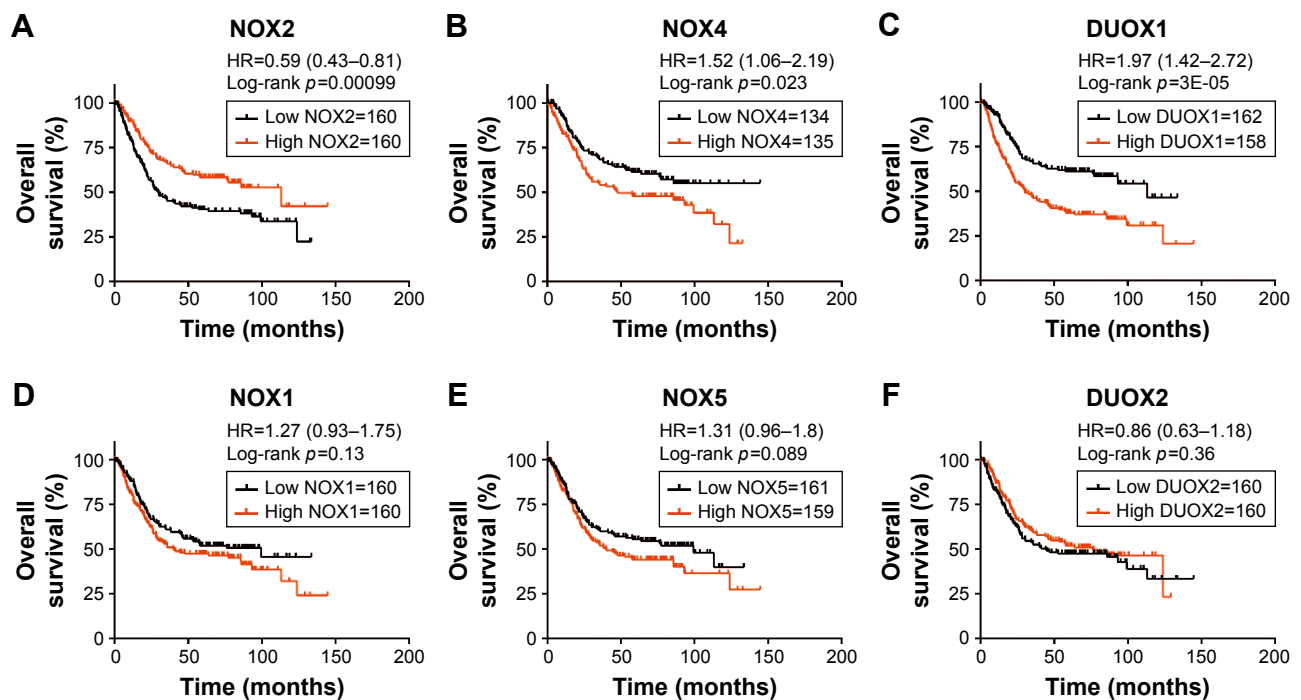 A
NOX2
HR=0.59 (0.43–0.81)
Log-rank p=0.00099
Low NOX2=160
High NOX2=160
Overall
survival (%)
100
75
50
25
0
0 50 100 150 200
Time (months)
B
NOX4
HR=1.52 (1.06–2.19)
Log-rank p=0.023
Low NOX4=134
High NOX4=135
Overall
survival (%)
100
75
50
25
0
0 50 100 150 200
Time (months)
C
DUOX1
HR=1.97 (1.42–2.72)
Log-rank p=3E-05
Low DUOX1=162
High DUOX1=158
Overall
survival (%)
100
75
50
25
0
0 50 100 150 200
Time (months)
D
NOX1
HR=1.27 (0.93–1.75)
Log-rank p=0.13
Low NOX1=160
High NOX1=160
Overall
survival (%)
100
75
50
25
0
0 50 100 150 200
Time (months)
E
NOX5
HR=1.31 (0.96–1.8)
Log-rank p=0.089
Low NOX5=161
High NOX5=159
Overall
survival (%)
100
75
50
25
0
0 50 100 150 200
Time (months)
F
DUOX2
HR=0.86 (0.63–1.18)
Log-rank p=0.36
Low DUOX2=160
High DUOX2=160
Overall
survival (%)
100
75
50
25
0
0 50 100 150 200
Time (months)